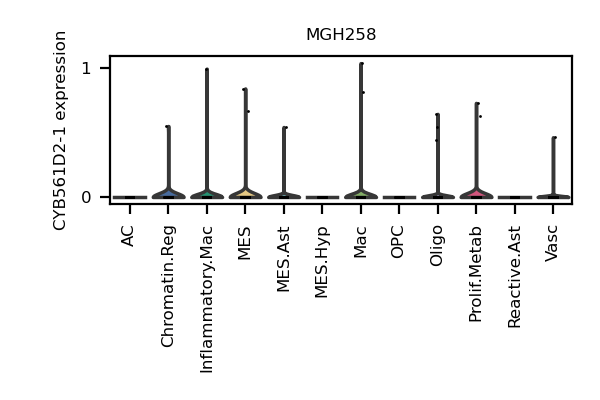 MGH258
CYB561D2-1 expression
1
0
AC
Chromatin.Reg
Inflammatory.Mac
MES
MES.Ast
MES.Hyp
Mac
OPC
Oligo
Prolif.Metab
Reactive.Ast
Vasc